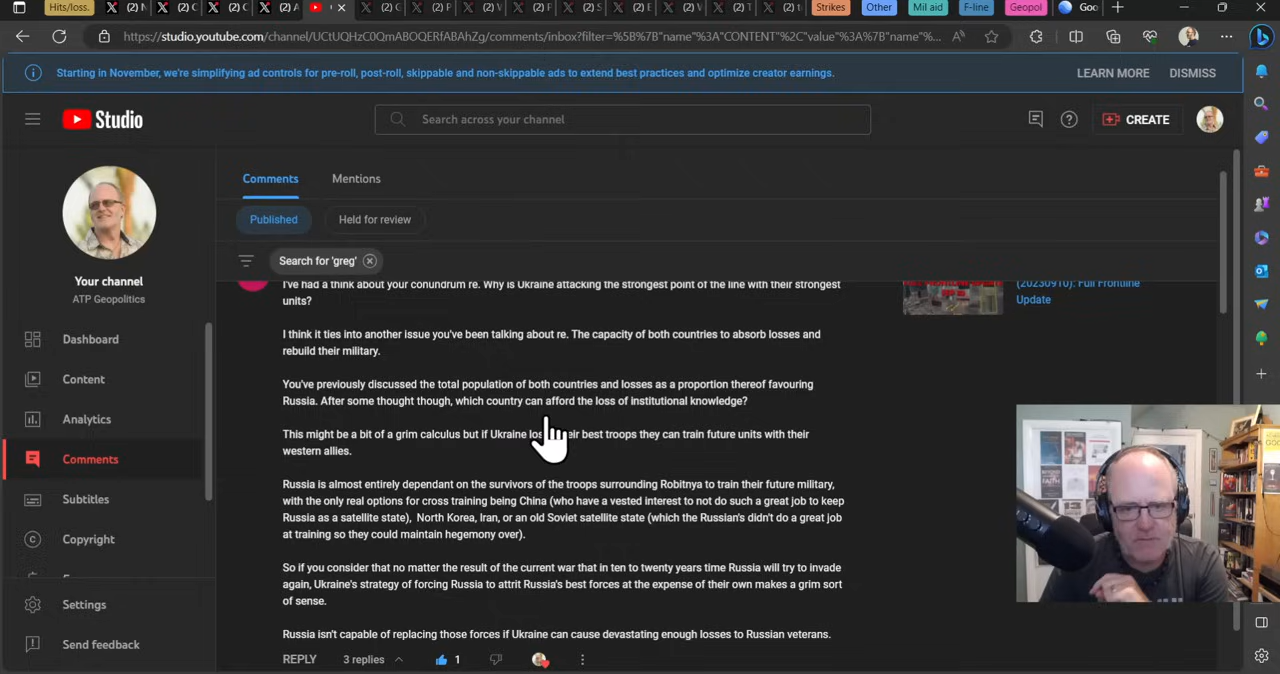 Hits/loss.
(2) N
(2) C
(2) C
(2) A
(2) C
(2) P
(2) V
(2) P
(2) S
(2) E
(2) V
(2) T
(2) t
Strikes
Other
Mil aid
F-line
Geopol
Goo
https://studio.youtube.com/channel/UCtUQHzC0QmABOQERfABAhZg/comments/inbox?filter=%5B%7B"name"%3A"CONTENT"%2C"value"%3A%7B"name"%...
Starting in November, we're simplifying ad controls for pre-roll, post-roll, skippable and non-skippable ads to extend best practices and optimize creator earnings.
LEARN MORE
DISMISS
Studio
Search across your channel
CREATE
Your channel
ATP Geopolitics
Dashboard
Content
Analytics
Comments
Subtitles
Copyright
Settings
Send feedback
Comments
Mentions
Published
Held for review
Search for 'greg'
I've had a think about your conundrum re. Why is Ukraine attacking the strongest point of the line with their strongest
units?
I think it ties into another issue you've been talking about re. The capacity of both countries to absorb losses and
rebuild their military.
You've previously discussed the total population of both countries and losses as a proportion thereof favouring
Russia. After some thought though, which country can afford the loss of institutional knowledge?
This might be a bit of a grim calculus but if Ukraine best troops they can train future units with their
western allies.
Russia is almost entirely dependant on the survivors of the troops surrounding Robitnya to train their future military,
with the only real options for cross training being China (who have a vested interest to not do such a great job to keep
Russia as a satellite state), North Korea, Iran, or an old Soviet satellite state (which the Russian's didn't do a great job
at training so they could maintain hegemony over).
So if you consider that no matter the result of the current war that in ten to twenty years time Russia will try to invade
again, Ukraine's strategy of forcing Russia to attrit Russia's best forces at the expense of their own makes a grim sort
of sense.
Russia isn't capable of replacing those forces if Ukraine can cause devastating enough losses to Russian veterans.
REPLY
3 replies
1
(20230910): Full Frontline
Update